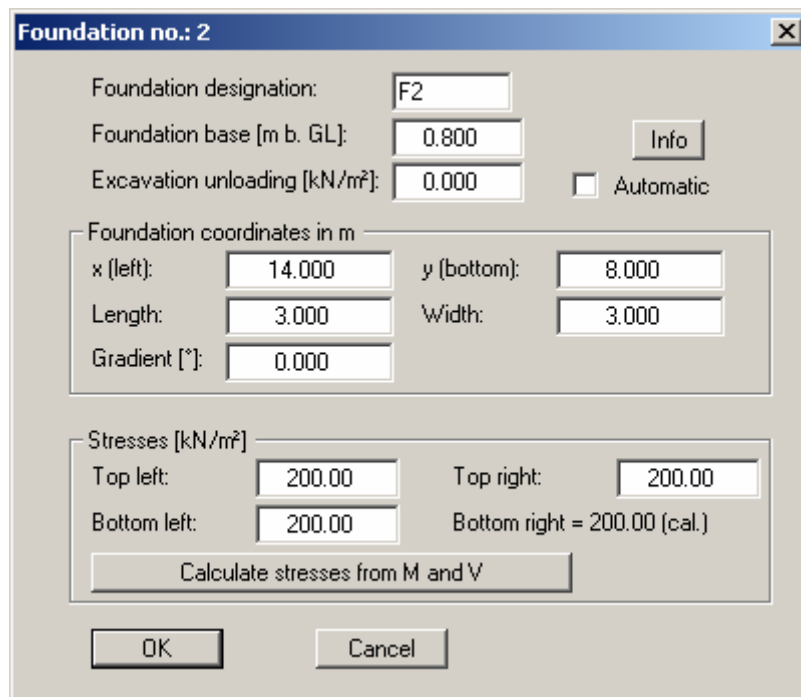 Foundation no.: 2
Foundation designation: F2
Foundation base [m b. GL]: 0.800 Info
Excavation unloading [kN/m²]: 0.000 Automatic
Foundation coordinates in m
x (left): 14.000 y (bottom): 8.000
Length: 3.000 Width: 3.000
Gradient [°]: 0.000
Stresses [kN/m²]
Top left: 200.00 Top right: 200.00
Bottom left: 200.00 Bottom right = 200.00 (cal.)
Calculate stresses from M and V
OK Cancel